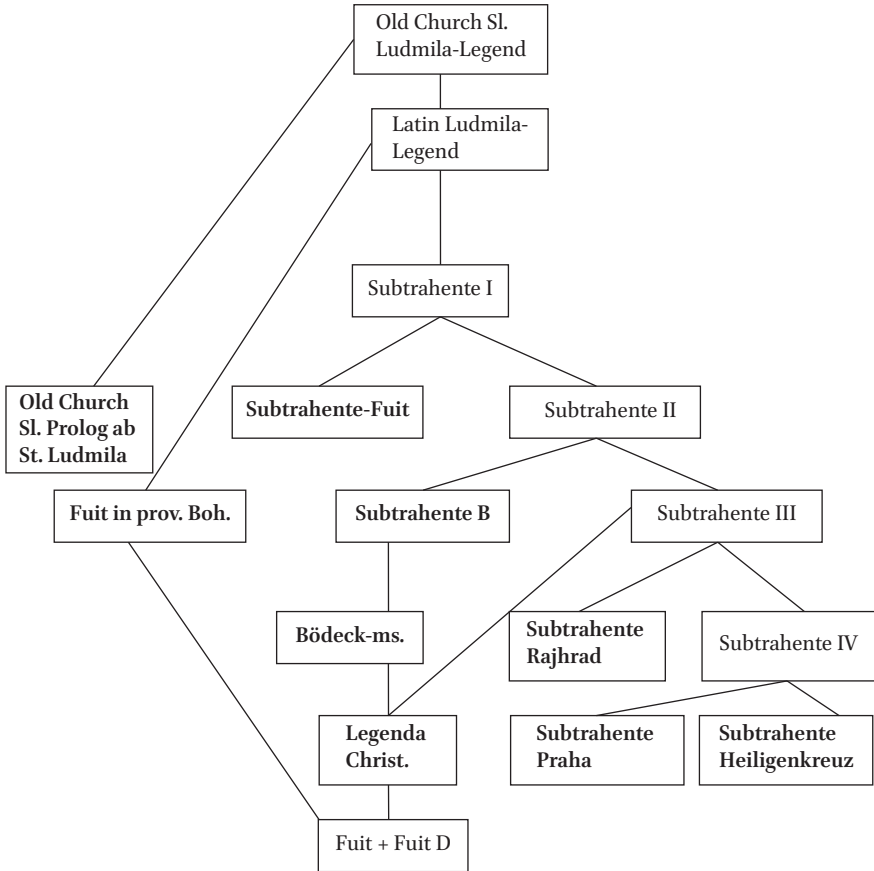 Old Church Sl.
Ludmila-Legend
Latin Ludmila-
Legend
Subtrahente I
Old Church
Sl. Prolog ab
St. Ludmila
Subtrahente-Fuit
Subtrahente II
Fuit in prov. Boh.
Subtrahente B
Subtrahente III
Bödeck-ms.
Subtrahente
Rajhrad
Subtrahente IV
Legenda
Christ.
Subtrahente
Praha
Subtrahente
Heiligenkreuz
Fuit + Fuit D